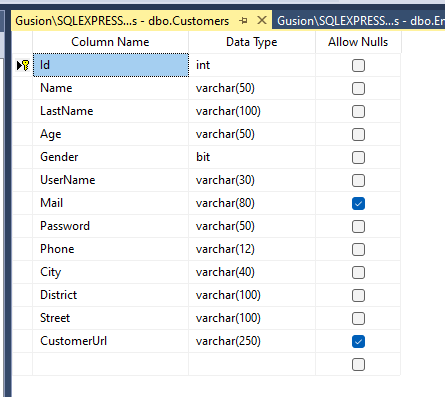 Gusion\SQLEXPRESS...s - dbo.Customers Gusion\SQLEXPRESS...s - dbo.En
Column Name Data Type Allow Nulls
Id int
Name varchar(50)
LastName varchar(100)
Age varchar(50)
Gender bit
UserName varchar(30)
Mail varchar(80)
Password varchar(50)
Phone varchar(12)
City varchar(40)
District varchar(100)
Street varchar(100)
CustomerUrl varchar(250)